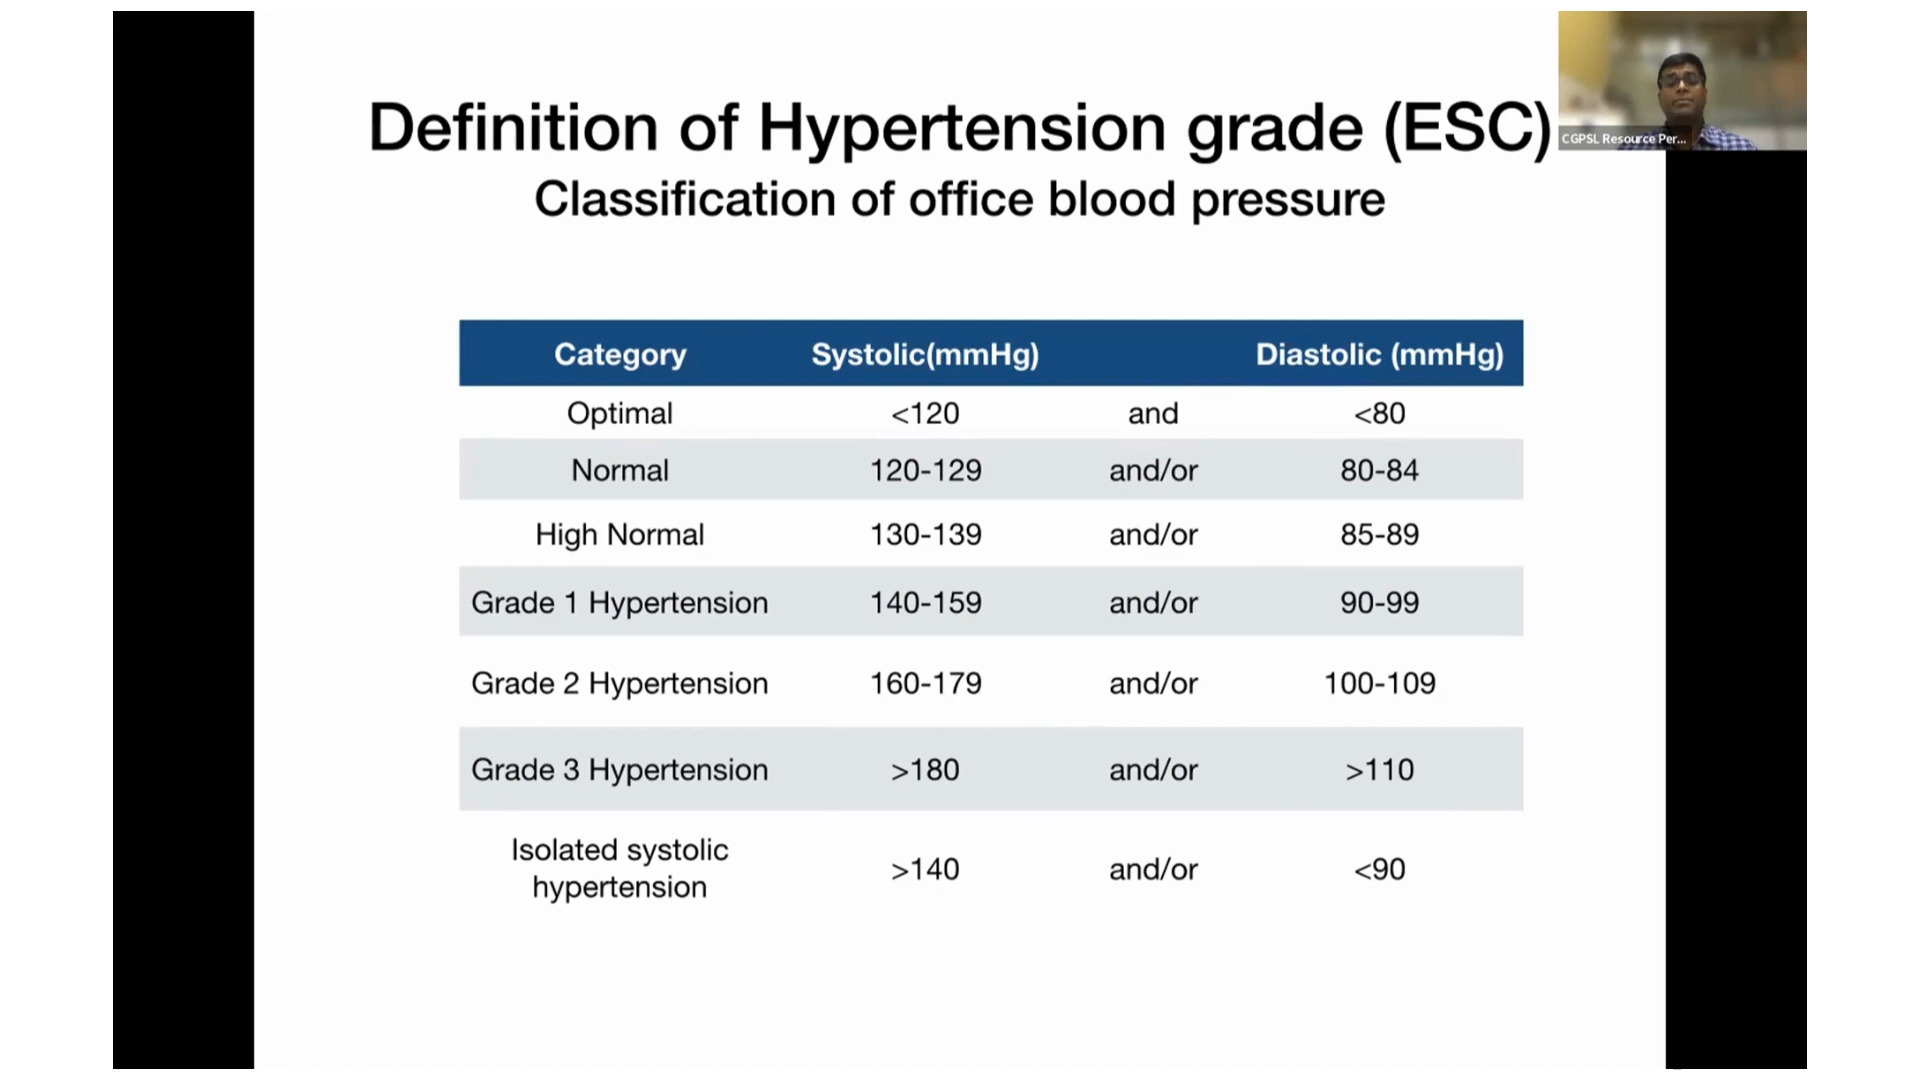 Definition of Hypertension grade (ESC)
Classification of office blood pressure
CGPSL Resource Per...
Category Systolic(mmHg) Diastolic (mmHg)
Optimal <120 and <80
Normal 120-129 and/or 80-84
High Normal 130-139 and/or 85-89
Grade 1 Hypertension 140-159 and/or 90-99
Grade 2 Hypertension 160-179 and/or 100-109
Grade 3 Hypertension >180 and/or >110
Isolated systolic
hypertension >140 and/or <90